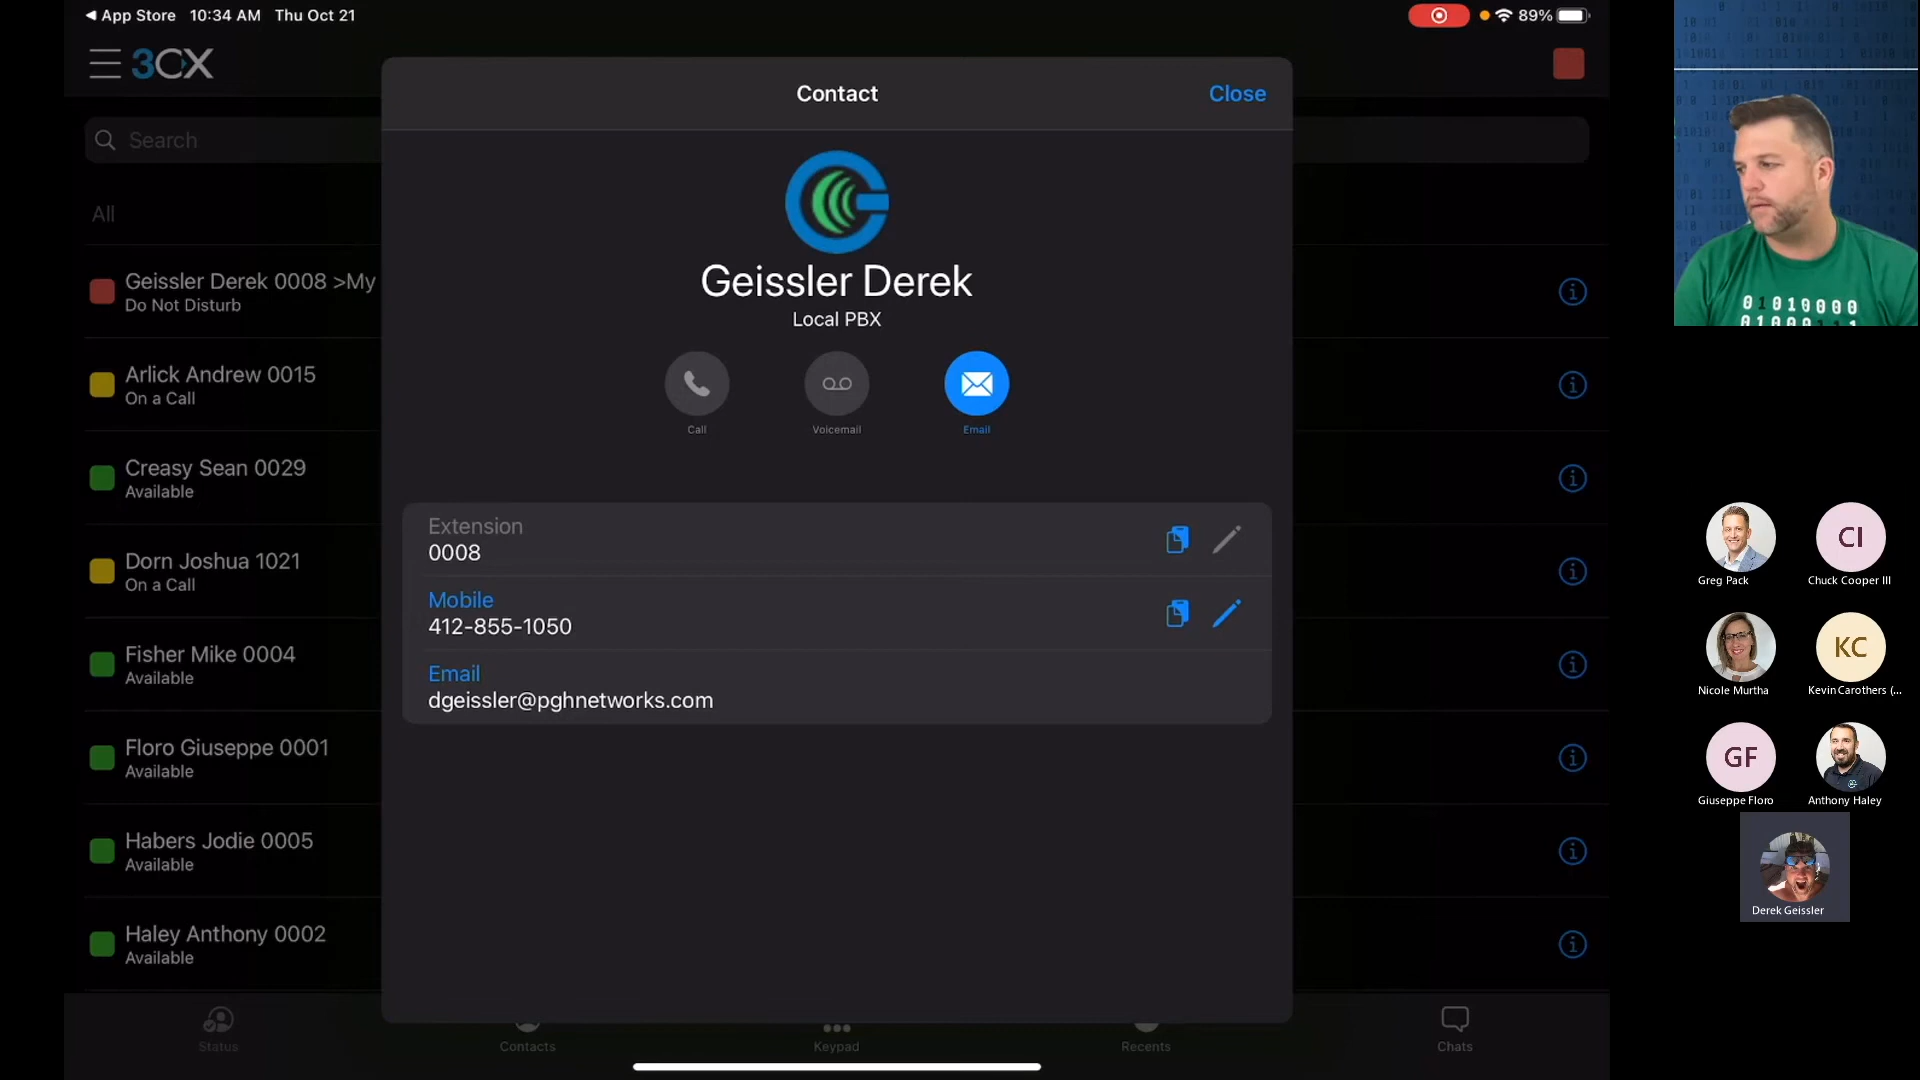 ◀ App Store 10:34 AM Thu Oct 21
89%
3CX
Search
All
Geissler Derek 0008 >My
Do Not Disturb
Arlick Andrew 0015
On a Call
Creasy Sean 0029
Available
Dorn Joshua 1021
On a Call
Fisher Mike 0004
Available
Floro Giuseppe 0001
Available
Habers Jodie 0005
Available
Haley Anthony 0002
Available
Contact
Close
Geissler Derek
Local PBX
Call
Voicemail
Email
Extension
0008
Mobile
412-855-1050
Email
dgeissler@pghnetworks.com
Status
Contacts
Keypad
Recents
Chats
01010000
CI
Greg Pack
Chuck Cooper III
KC
Nicole Murtha
Kevin Carothers (...
GF
Giuseppe Floro
Anthony Haley
Derek Geissler